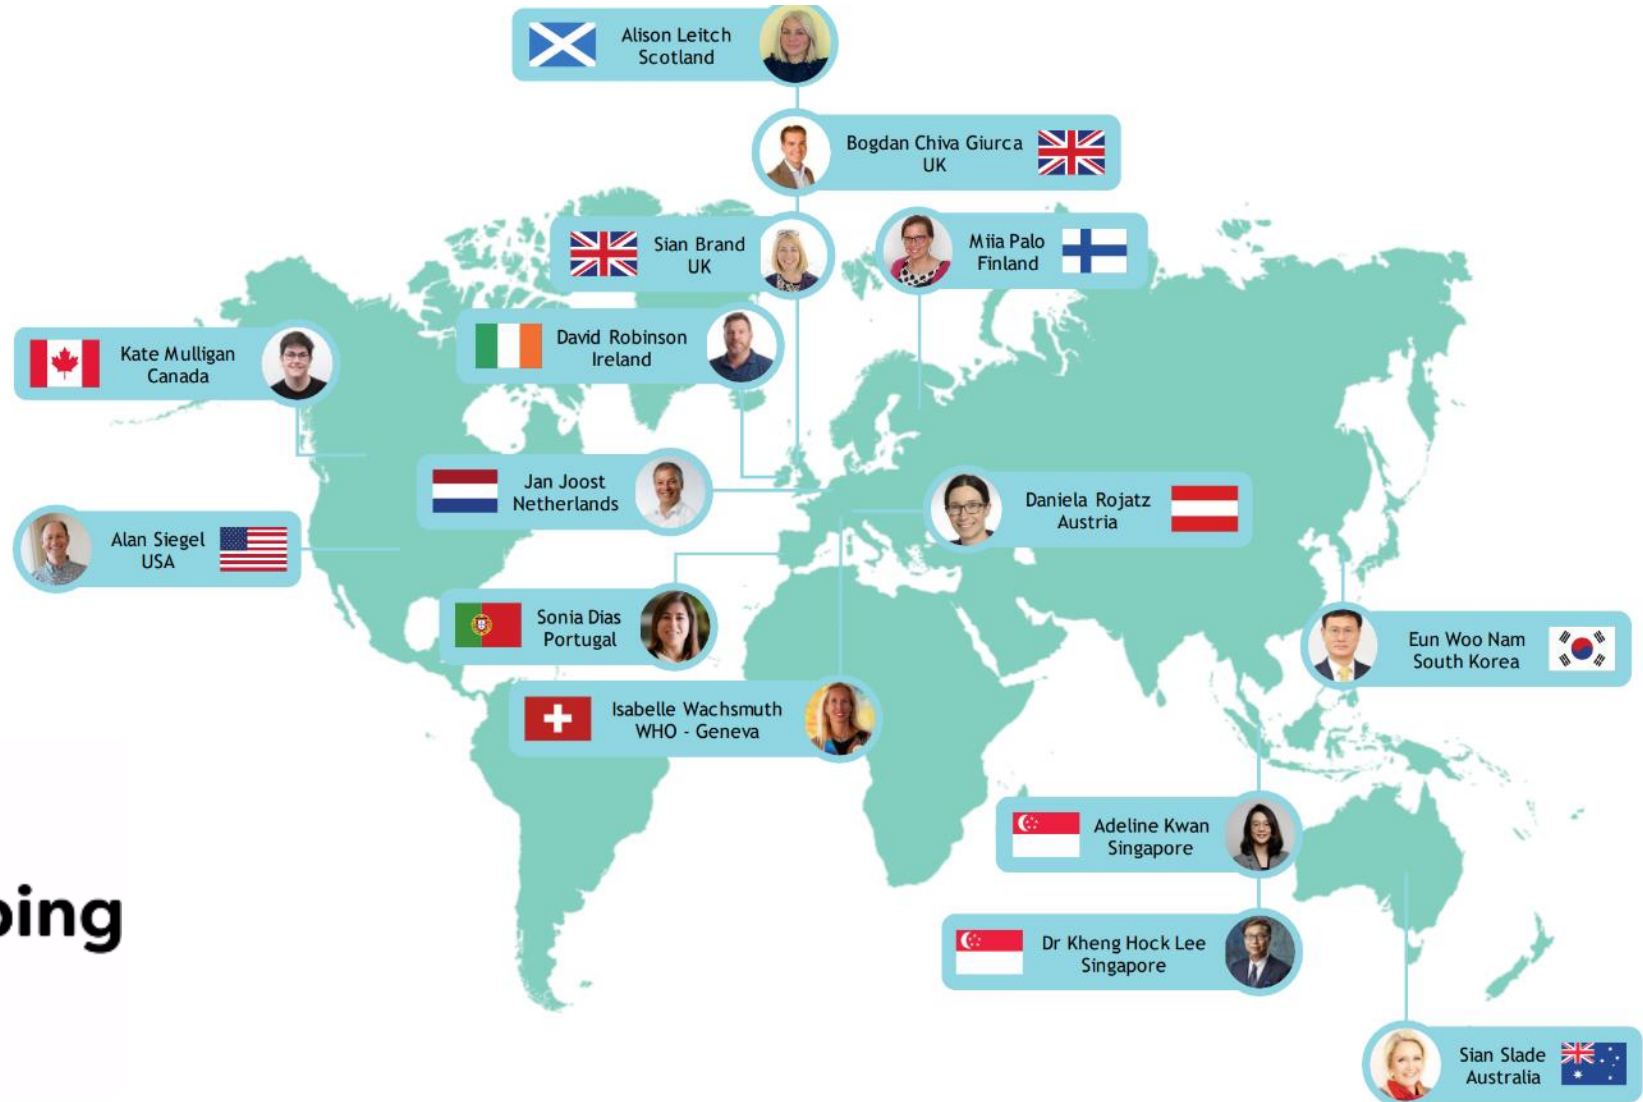 Alison Leitch
Scotland
Bogdan Chiva Giurca
UK
Sian Brand
UK
Miia Palo
Finland
David Robinson
Ireland
Kate Mulligan
Canada
Jan Joost
Netherlands
Daniela Rojatz
Austria
Alan Siegel
USA
Sonia Dias
Portugal
Eun Woo Nam
South Korea
Isabelle Wachsmuth
WHO - Geneva
Adeline Kwan
Singapore
bing
Dr Kheng Hock Lee
Singapore
Sian Slade
Australia